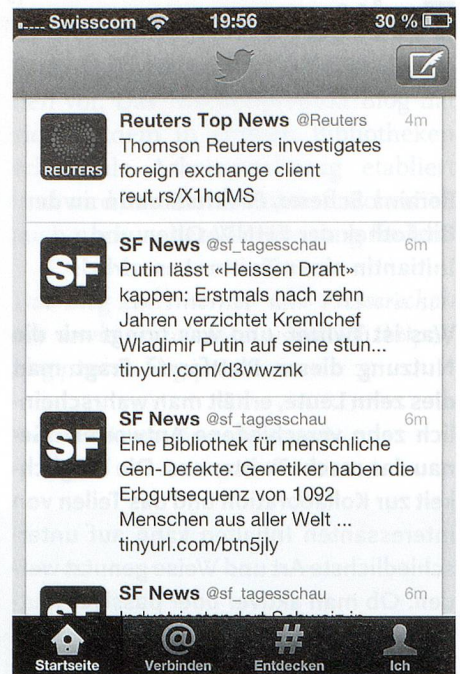 Swisscom 19:56 30 %
Reuters Top News @Reuters 4m
Thomson Reuters investigates
foreign exchange client
reut.rs/X1hqMS
REUTERS
SF News @sf_tagesschau 6m
SF
Putin lässt «Heissen Draht»
kappen: Erstmals nach zehn
Jahren verzichtet Kremlchef
Wladimir Putin auf seine stun...
tinyurl.com/d3wwznk
SF News @sf_tagesschau 6m
SF
Eine Bibliothek für menschliche
Gen-Defekte: Genetiker haben die
Erbgutsequenz von 1092
Menschen aus aller Welt ...
tinyurl.com/btn5jly
SF News @sf_tagesschau 6m
SF
Startseite Verbinden Entdecken Ich